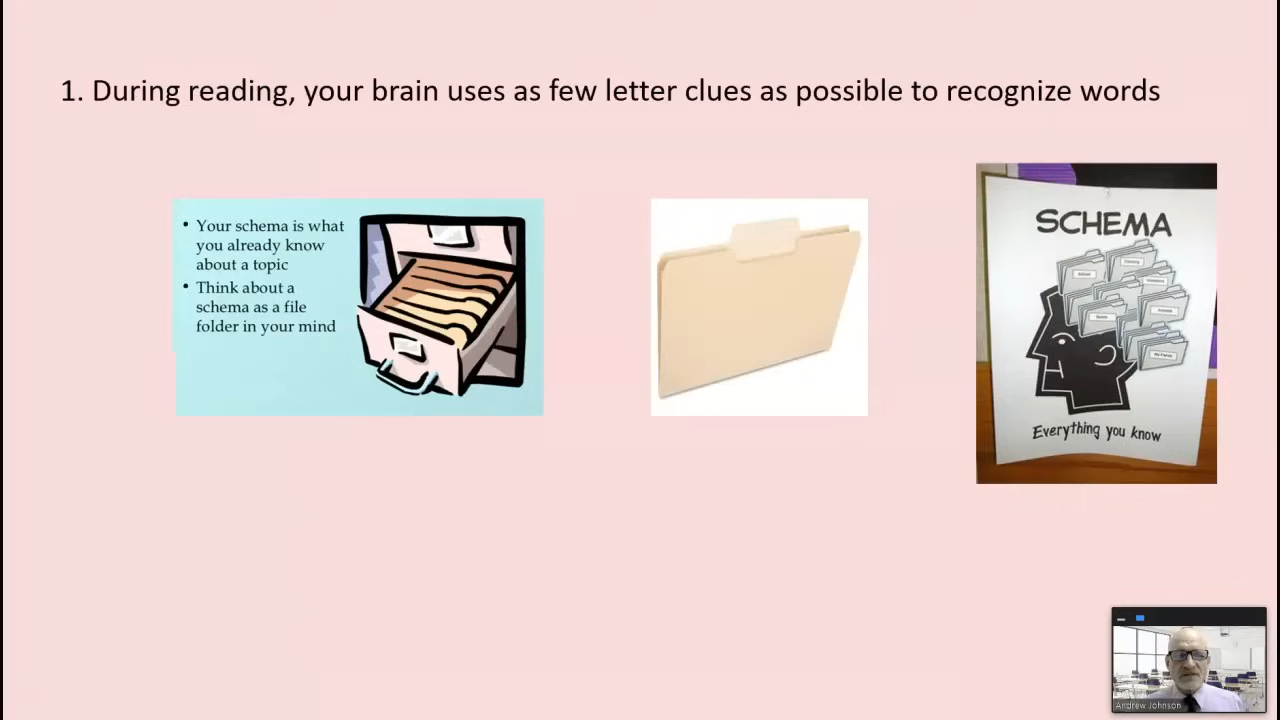 1. During reading, your brain uses as few letter clues as possible to recognize words
• Your schema is what
you already know
about a topic
• Think about a
schema as a file
folder in your mind
SCHEMA
Everything you know
Andrew Johnson